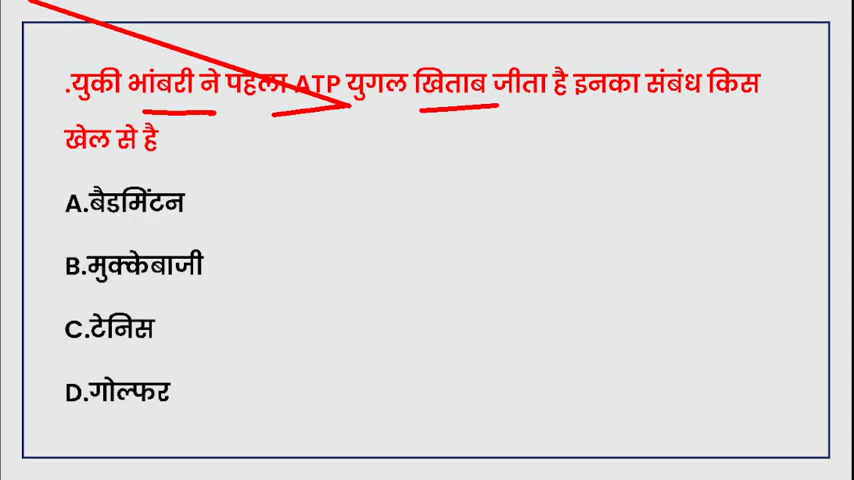 .युकी भांबरी ने पहला ATP युगल खिताब जीता है इनका संबंध किस
खेल से है
A.बैडमिंटन
B.मुक्केबाजी
C.टेनिस
D.गोल्फर